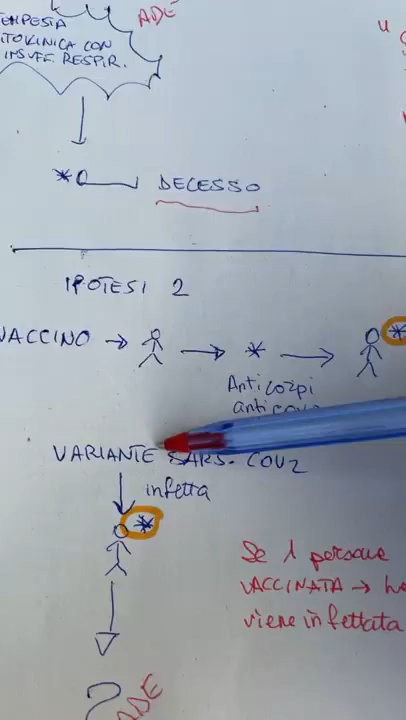 ADE
TEMPESTA
CITOKINICA CON
INSUFF. RESPIR.
DECESSO
IPOTESI 2
VACCINO
Anticorpi
VARIANTE SARS-COV2
infetta
Se 1 persona
VACCINATA →
viene infettata
?
ADE